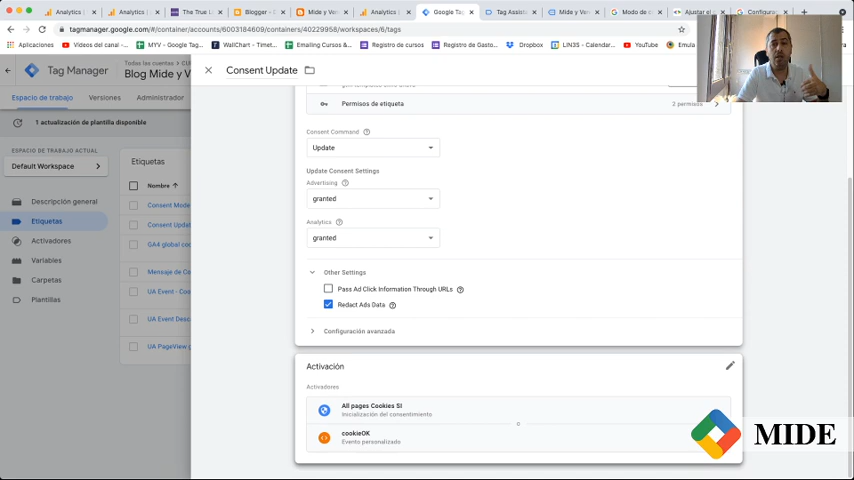 Analytics
Analytics
The True L
Blogger -
Mide y Ve
Analytics
Google Ta
Tag Assist
Mide y Ve
Modo de
Ajustar el
Configura
tagmanager.google.com/#/container/accounts/6003184609/containers/40229958/workspaces/6/tags
Aplicaciones
Vídeos del canal -...
MYV - Google Tag...
WallChart - Timet...
Emailing Cursos &...
Registro de cursos
Registro de Gasto...
Dropbox
LIN3S - Calendar...
YouTube
Emula
Tag Manager
Todas las cuentas > CU
Blog Mide y
Espacio de trabajo
Versiones
Administrador
1 actualización de plantilla disponible
ESPACIO DE TRABAJO ACTUAL
Default Workspace
Descripción general
Etiquetas
Activadores
Variables
Carpetas
Plantillas
Etiquetas
Nombre
Consent Mode
Consent Updat
GA4 global co
Mensaje de Co
UA Event - Co
UA Event Desc
UA PageView
Consent Update
Permisos de etiqueta
2 permisos
Consent Command
Update
Update Consent Settings
Advertising
granted
Analytics
granted
Other Settings
Pass Ad Click Information Through URLs
Redact Ads Data
Configuración avanzada
Activación
Activadores
All pages Cookies SI
Inicialización del consentimiento
cookieOK
Evento personalizado
MIDE